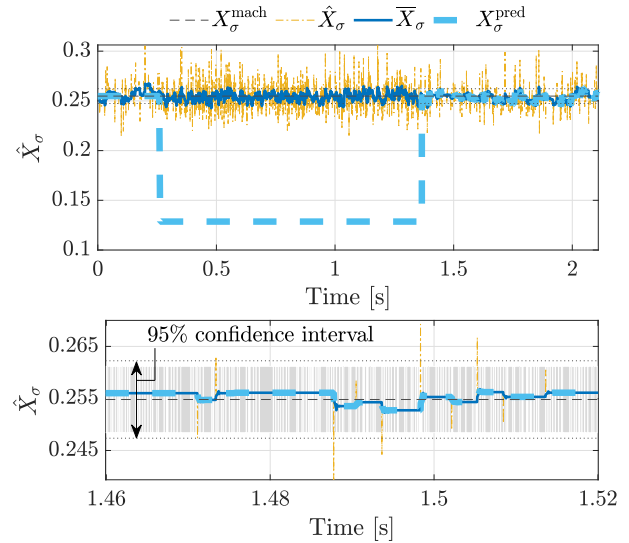 X_σ^mach X̂_σ X̅_σ X_σ^pred
0.3
0.25
0.2
0.15
0.1
X̂_σ
0 0.5 1 1.5 2
Time [s]
95% confidence interval
0.265
0.255
0.245
X̂_σ
1.46 1.48 1.5 1.52
Time [s]